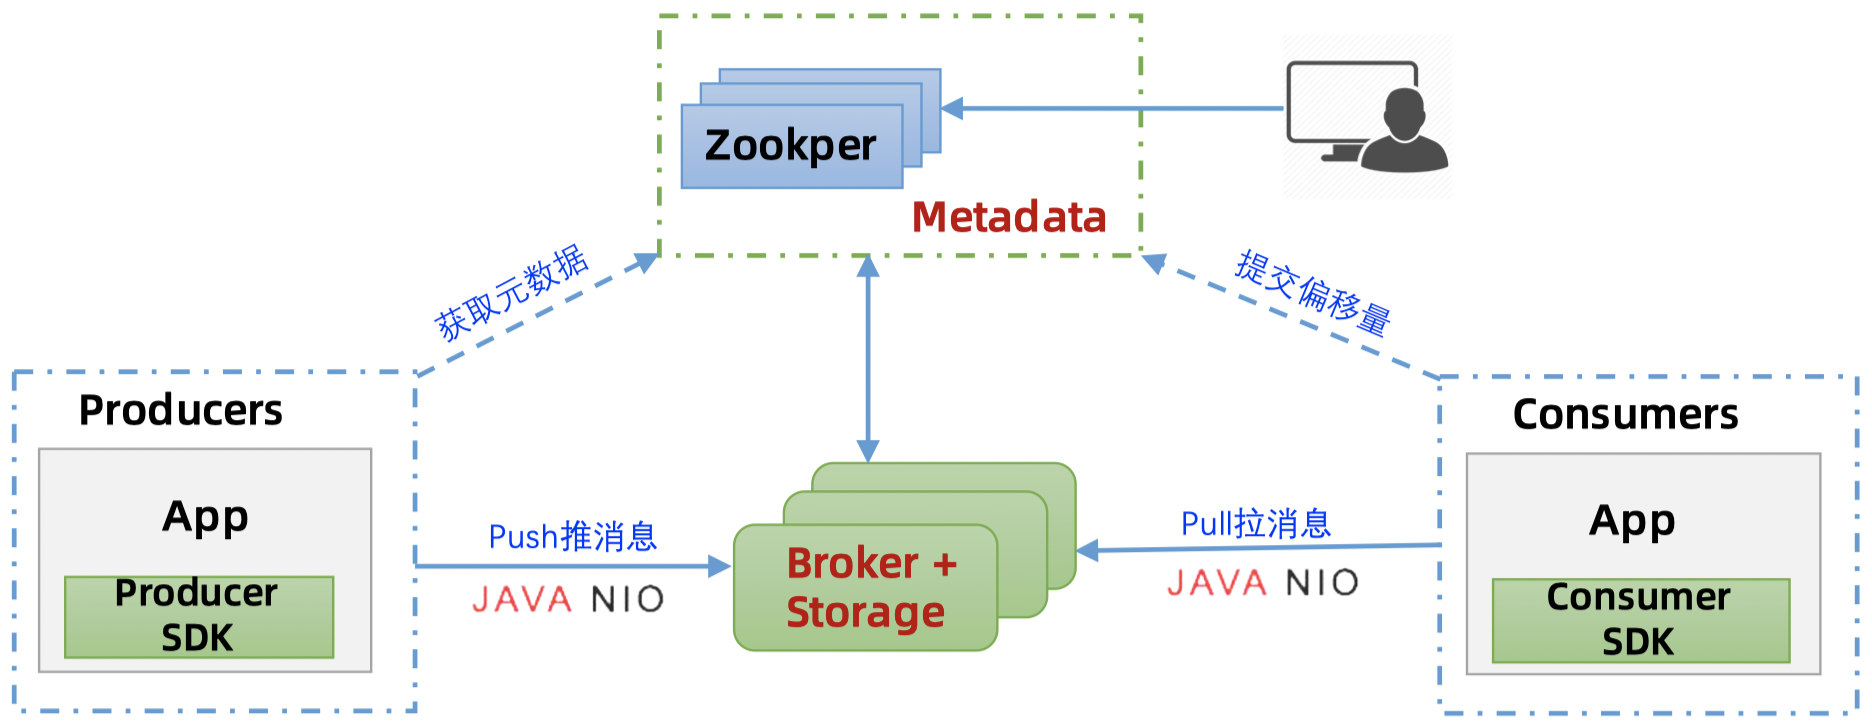 Zookper
Metadata
获取元数据
提交偏移量
Producers
App
Producer
SDK
Push推消息
JAVA NIO
Broker +
Storage
Pull拉消息
JAVA NIO
Consumers
App
Consumer
SDK